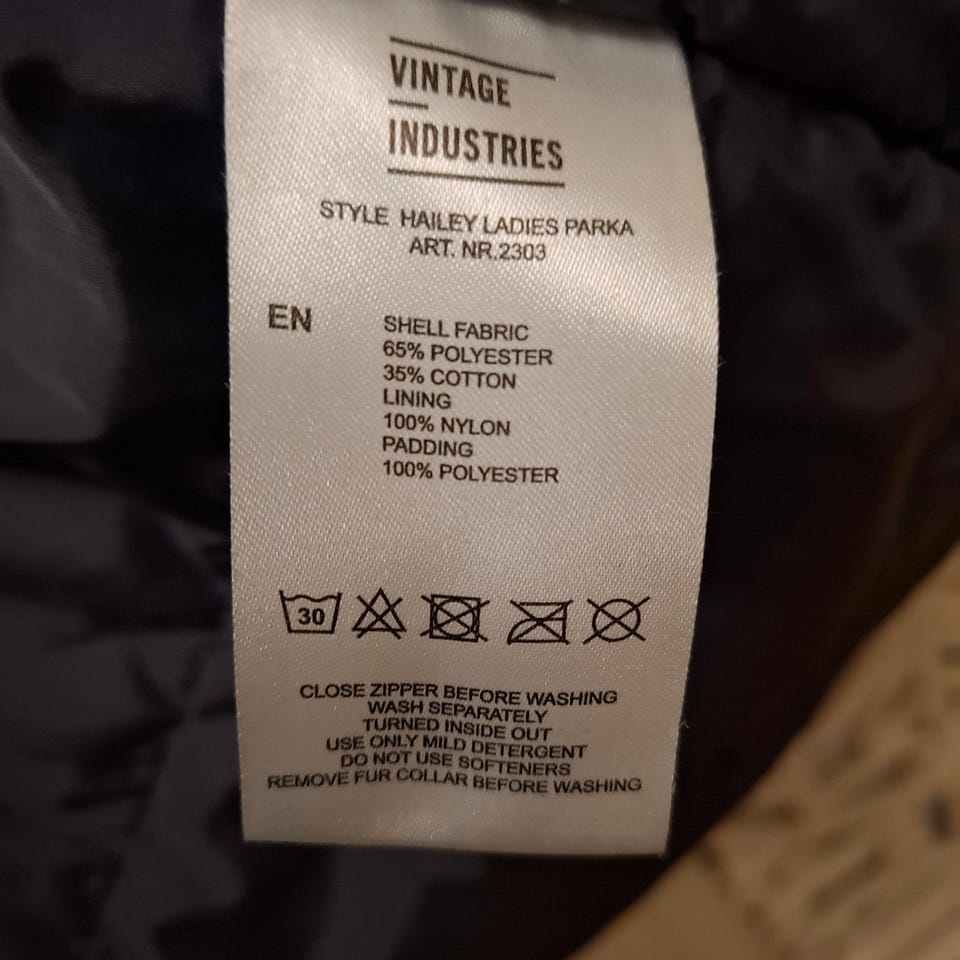 VINTAGE
INDUSTRIES
STYLE HAILEY LADIES PARKA
ART. NR.2303
EN
SHELL FABRIC
65% POLYESTER
35% COTTON
LINING
100% NYLON
PADDING
100% POLYESTER
30
CLOSE ZIPPER BEFORE WASHING
WASH SEPARATELY
TURNED INSIDE OUT
USE ONLY MILD DETERGENT
DO NOT USE SOFTENERS
REMOVE FUR COLLAR BEFORE WASHING